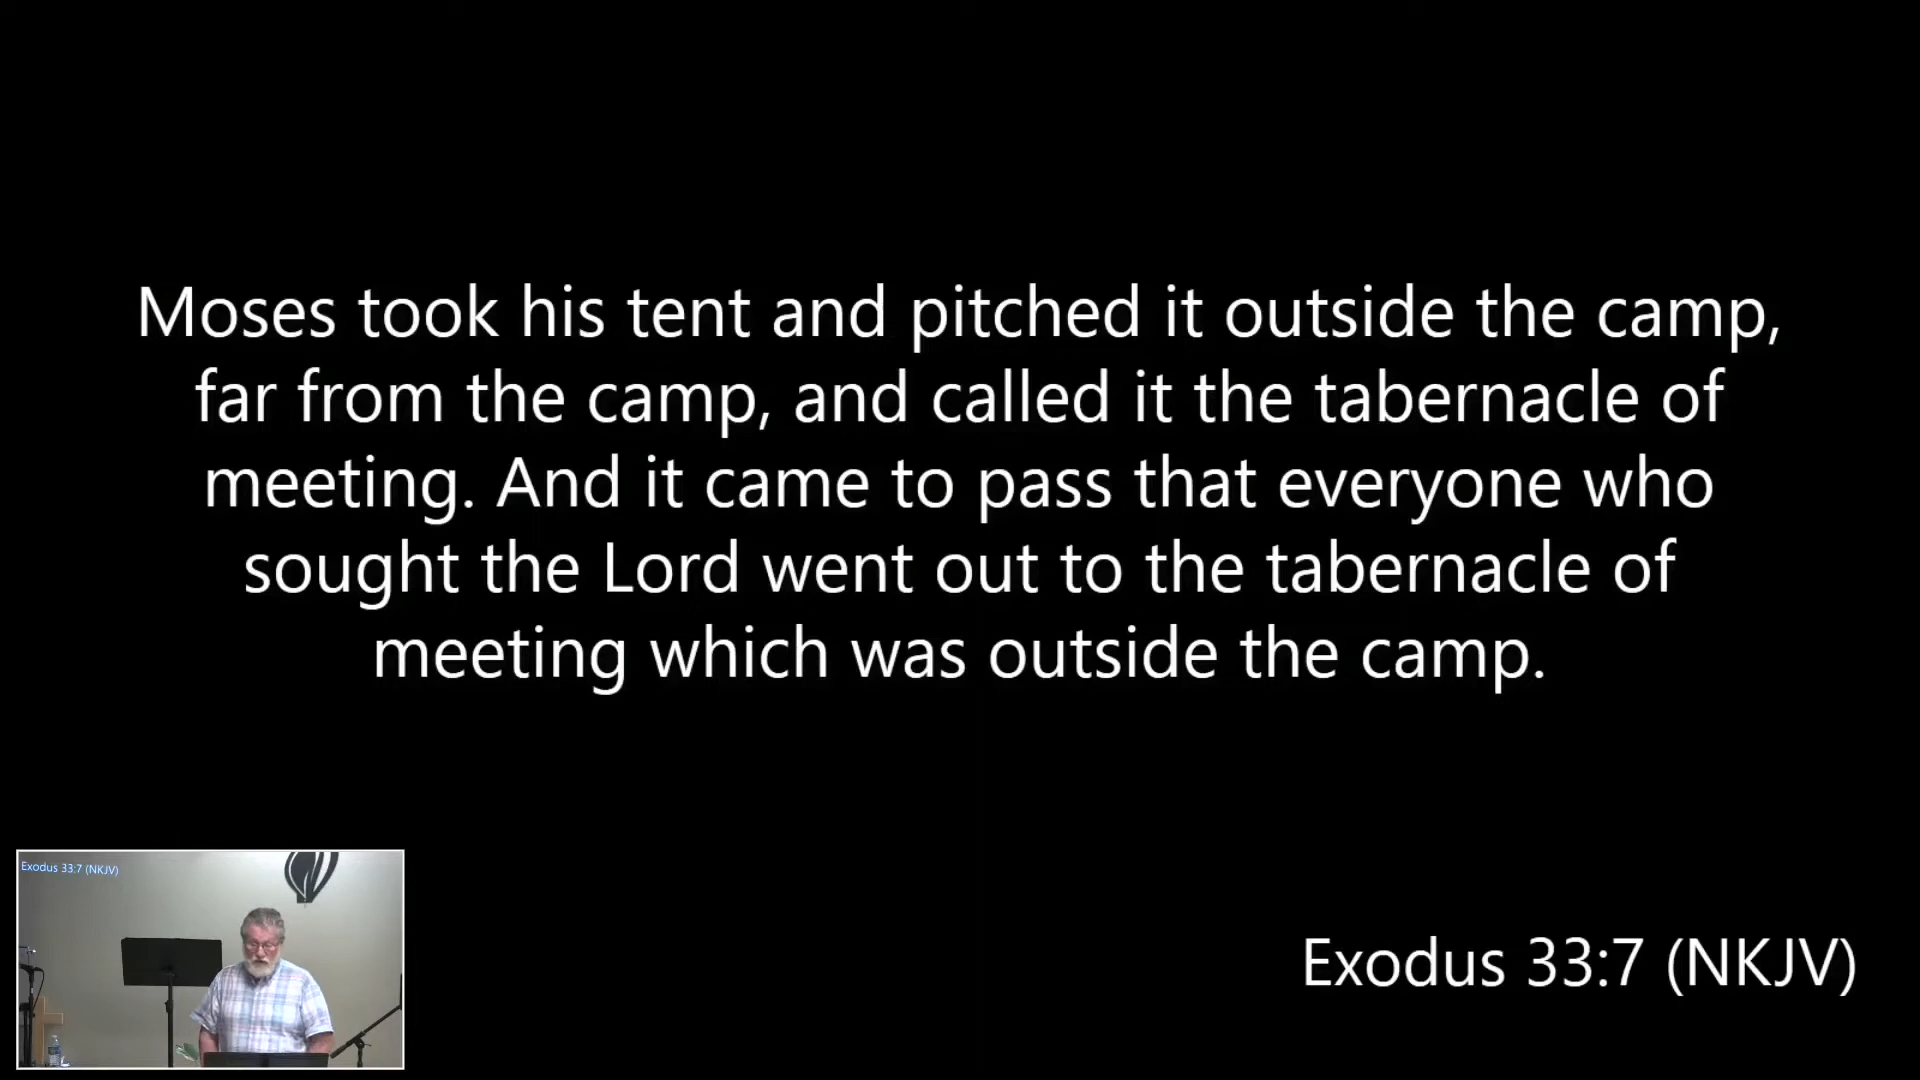 Moses took his tent and pitched it outside the camp,
far from the camp, and called it the tabernacle of
meeting. And it came to pass that everyone who
sought the Lord went out to the tabernacle of
meeting which was outside the camp.
Exodus 33:7 (NKJV)
Exodus 33:7 (NKJV)